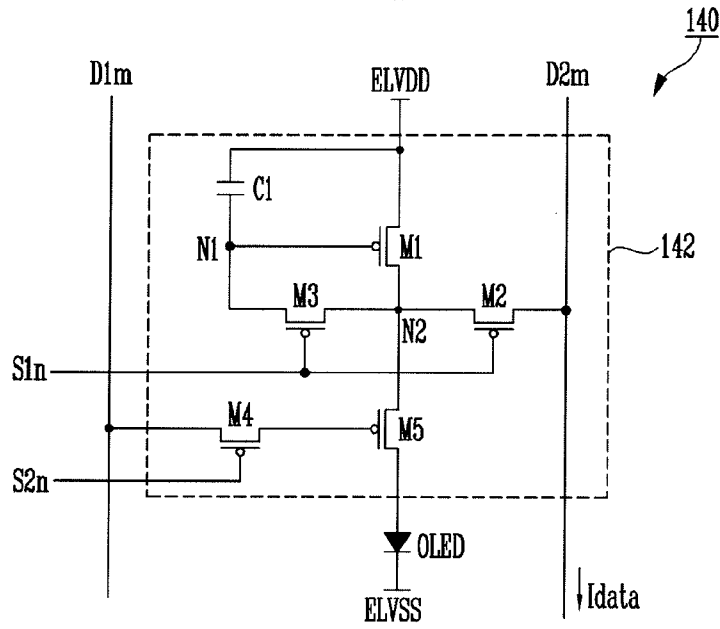 140
D1m
ELVDD
D2m
C1
N1
M1
142
M3
M2
N2
S1n
M4
M5
S2n
OLED
ELVSS
Idata